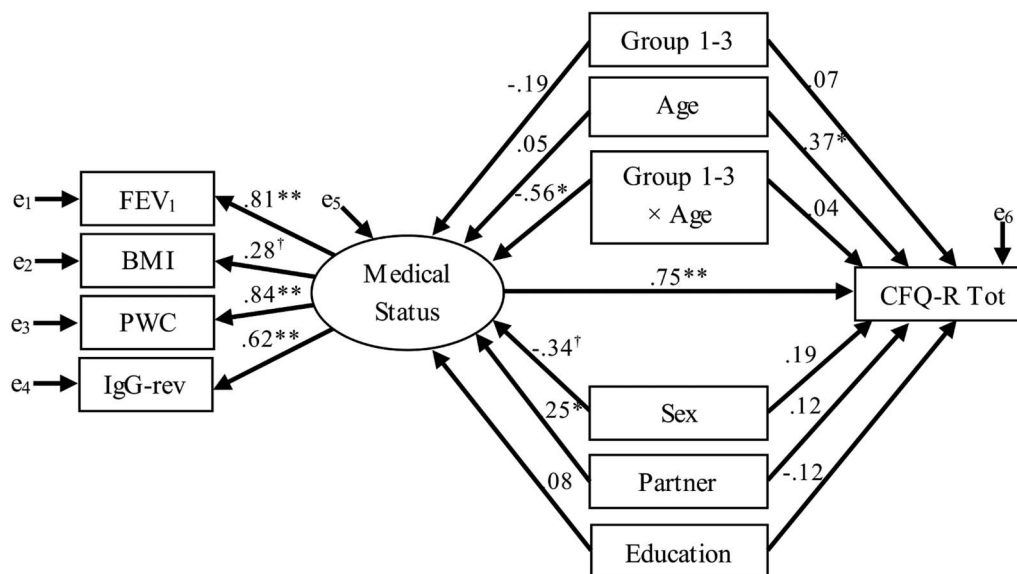 Group 1-3
-.19
.07
Age
.05
.37*
Group 1-3
× Age
-.56*
.04
e₁
FEV₁
.81**
e₅
e₂
BMI
.28†
Medical
Status
.75**
e₆
CFQ-R Tot
e₃
PWC
.84**
e₄
IgG-rev
.62**
-.34†
.19
Sex
.25*
.12
Partner
.08
-.12
Education